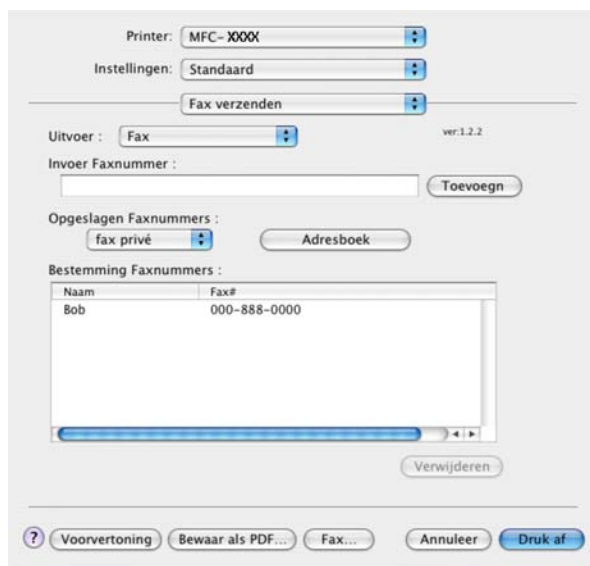 Printer: MFC- XXXX
Instellingen: Standaard
Fax verzenden
Uitvoer : Fax ver:1.2.2
Invoer Faxnummer :
Toevoegn
Opgeslagen Faxnummers :
fax privé Adresboek
Bestemming Faxnummers :
Naam Fax#
Bob 000-888-0000
Verwijderen
? Voorvertoning Bewaar als PDF... Fax... Annuleer Druk af